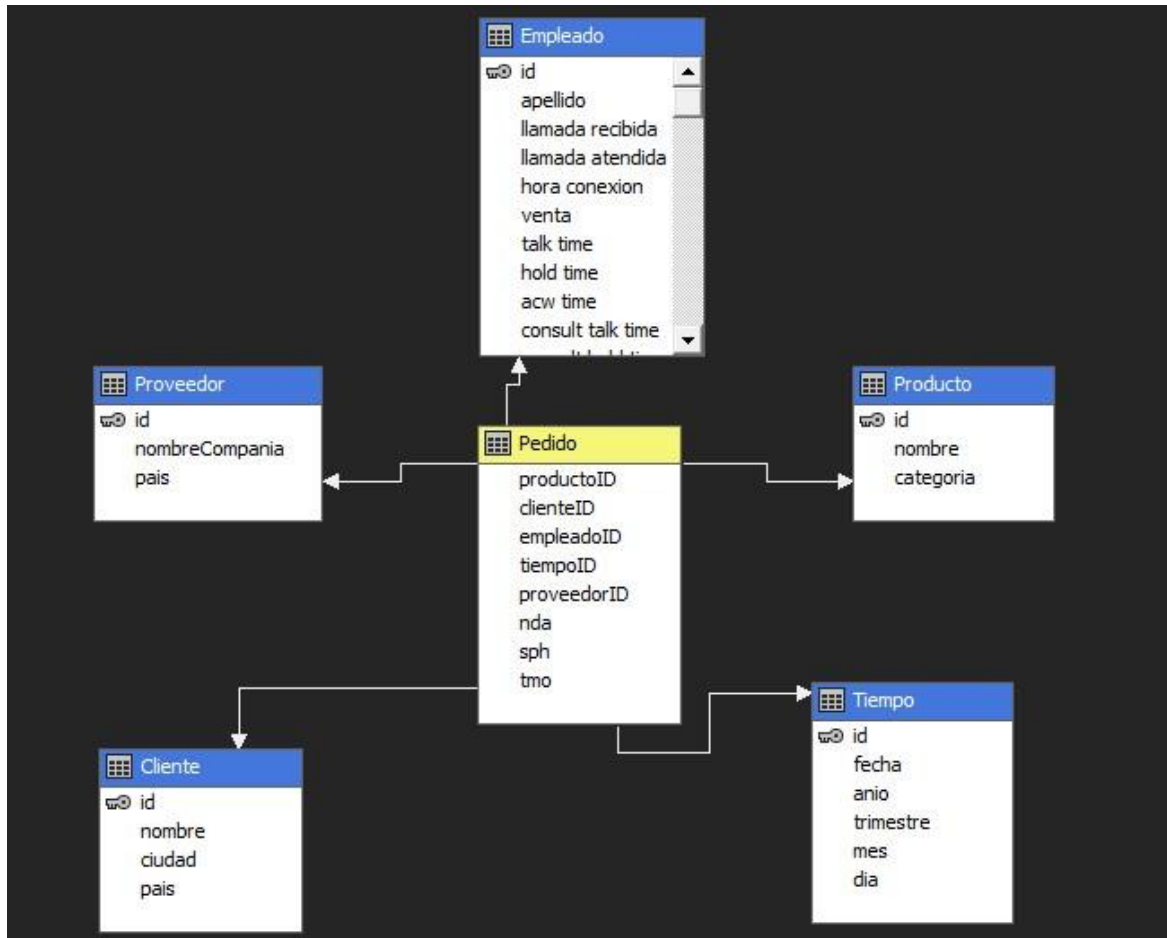 Empleado
id
apellido
llamada recibida
llamada atendida
hora conexion
venta
talk time
hold time
acw time
consult talk time
Proveedor
id
nombreCompania
pais
Pedido
productoID
clienteID
empleadoID
tiempoID
proveedorID
nda
sph
tmo
Producto
id
nombre
categoria
Cliente
id
nombre
ciudad
pais
Tiempo
id
fecha
anio
trimestre
mes
dia